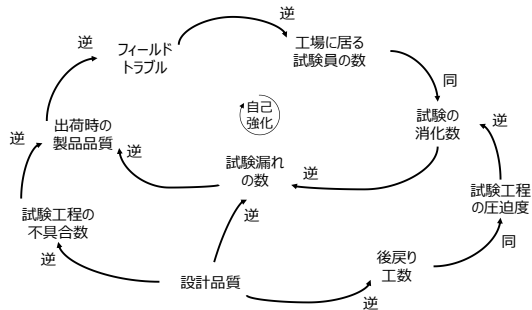 逆
フィールド
トラブル
逆
工場に居る
試験員の数
同
試験の
消化数
逆
自己
強化
出荷時の
製品品質
逆
逆
試験漏れ
の数
逆
試験工程
の圧迫度
試験工程の
不具合数
逆
逆
設計品質
後戻り
工数
同
逆